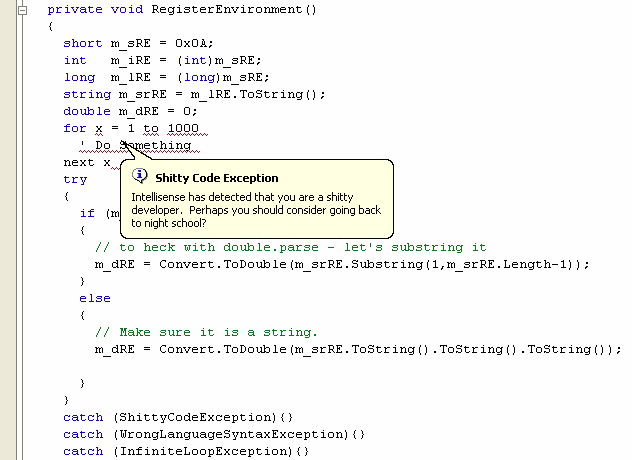 private void RegisterEnvironment()
{
short m_sRE = 0x0A;
int m_iRE = (int)m_sRE;
long m_lRE = (long)m_sRE;
string m_srRE = m_lRE.ToString();
double m_dRE = 0;
for x = 1 to 1000
' Do Something
next x
Shitty Code Exception
Intellisense has detected that you are a shitty
developer. Perhaps you should consider going back
to night school?
try
{
if (m
{
// to heck with double.parse - let's substring it
m_dRE = Convert.ToDouble(m_srRE.Substring(1,m_srRE.Length-1));
}
else
{
// Make sure it is a string.
m_dRE = Convert.ToDouble(m_srRE.ToString().ToString().ToString());
}
}
catch (ShittyCodeException){}
catch (WrongLanguageSyntaxException){}
catch (InfiniteLoopException){}